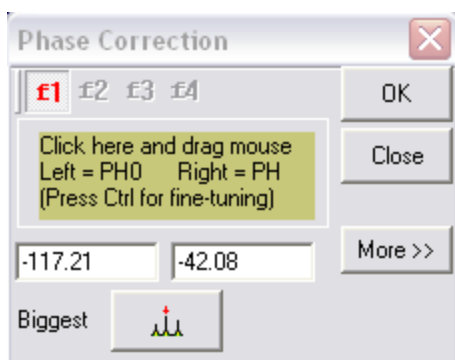 Phase Correction
f1 f2 f3 f4
OK
Click here and drag mouse
Left = PH0 Right = PH
(Press Ctrl for fine-tuning)
Close
-117.21 -42.08
More >>
Biggest